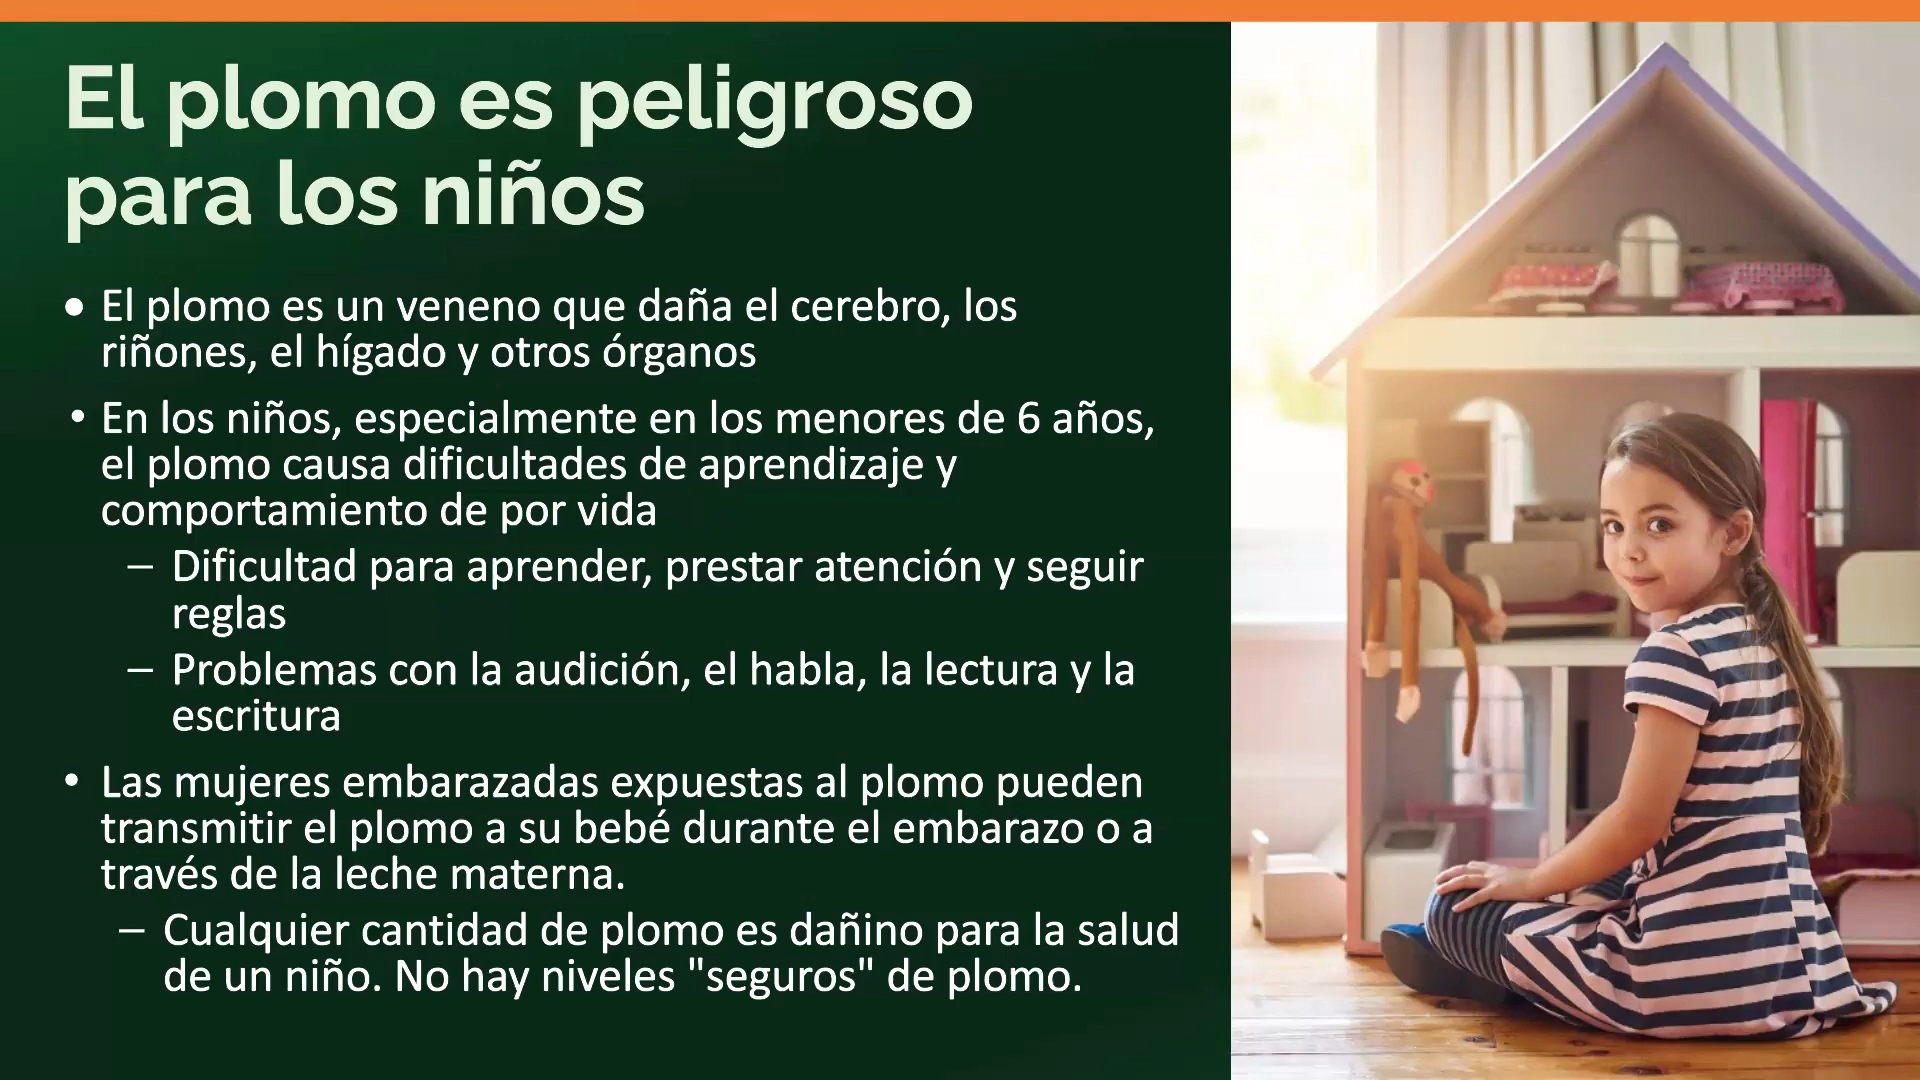 El plomo es peligroso
para los niños
• El plomo es un veneno que daña el cerebro, los
riñones, el hígado y otros órganos
• En los niños, especialmente en los menores de 6 años,
el plomo causa dificultades de aprendizaje y
comportamiento de por vida
– Dificultad para aprender, prestar atención y seguir
reglas
– Problemas con la audición, el habla, la lectura y la
escritura
• Las mujeres embarazadas expuestas al plomo pueden
transmitir el plomo a su bebé durante el embarazo o a
través de la leche materna.
– Cualquier cantidad de plomo es dañino para la salud
de un niño. No hay niveles "seguros" de plomo.